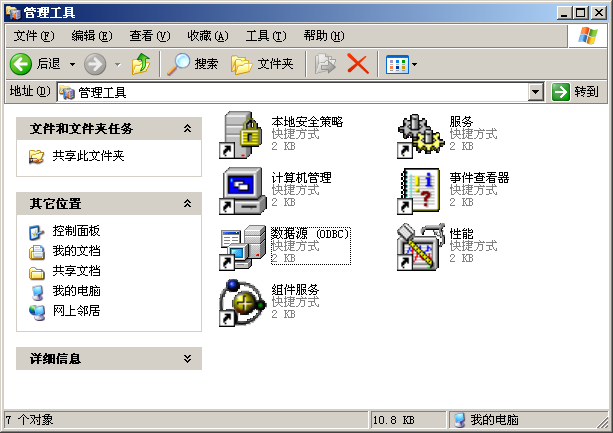 管理工具
文件(F) 编辑(E) 查看(V) 收藏(A) 工具(T) 帮助(H)
后退 搜索 文件夹
地址(D) 管理工具 转到
文件和文件夹任务
共享此文件夹
其它位置
控制面板
我的文档
共享文档
我的电脑
网上邻居
详细信息
本地安全策略
快捷方式
2 KB
服务
快捷方式
2 KB
计算机管理
快捷方式
2 KB
事件查看器
快捷方式
2 KB
数据源 (ODBC)
快捷方式
2 KB
性能
快捷方式
2 KB
组件服务
快捷方式
2 KB
7 个对象 10.8 KB 我的电脑